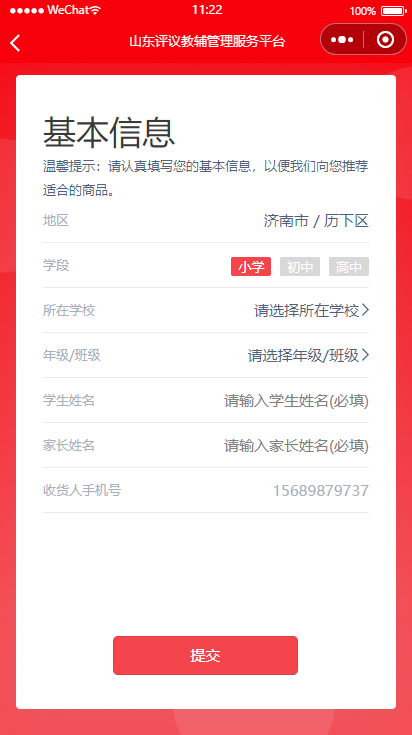 WeChat
11:22
100%
山东评议教辅管理服务平台
基本信息
温馨提示：请认真填写您的基本信息，以便我们向您推荐
适合的商品。
地区 济南市 / 历下区
学段 小学 初中 高中
所在学校 请选择所在学校
年级/班级 请选择年级/班级
学生姓名 请输入学生姓名(必填)
家长姓名 请输入家长姓名(必填)
收货人手机号 15689879737
提交